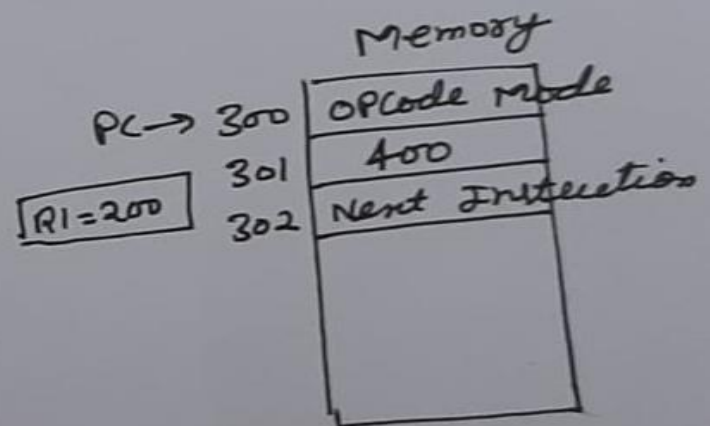 Memory
PC→ 300 OPCode Mode
301 400
R1=200
302 Next Instruction